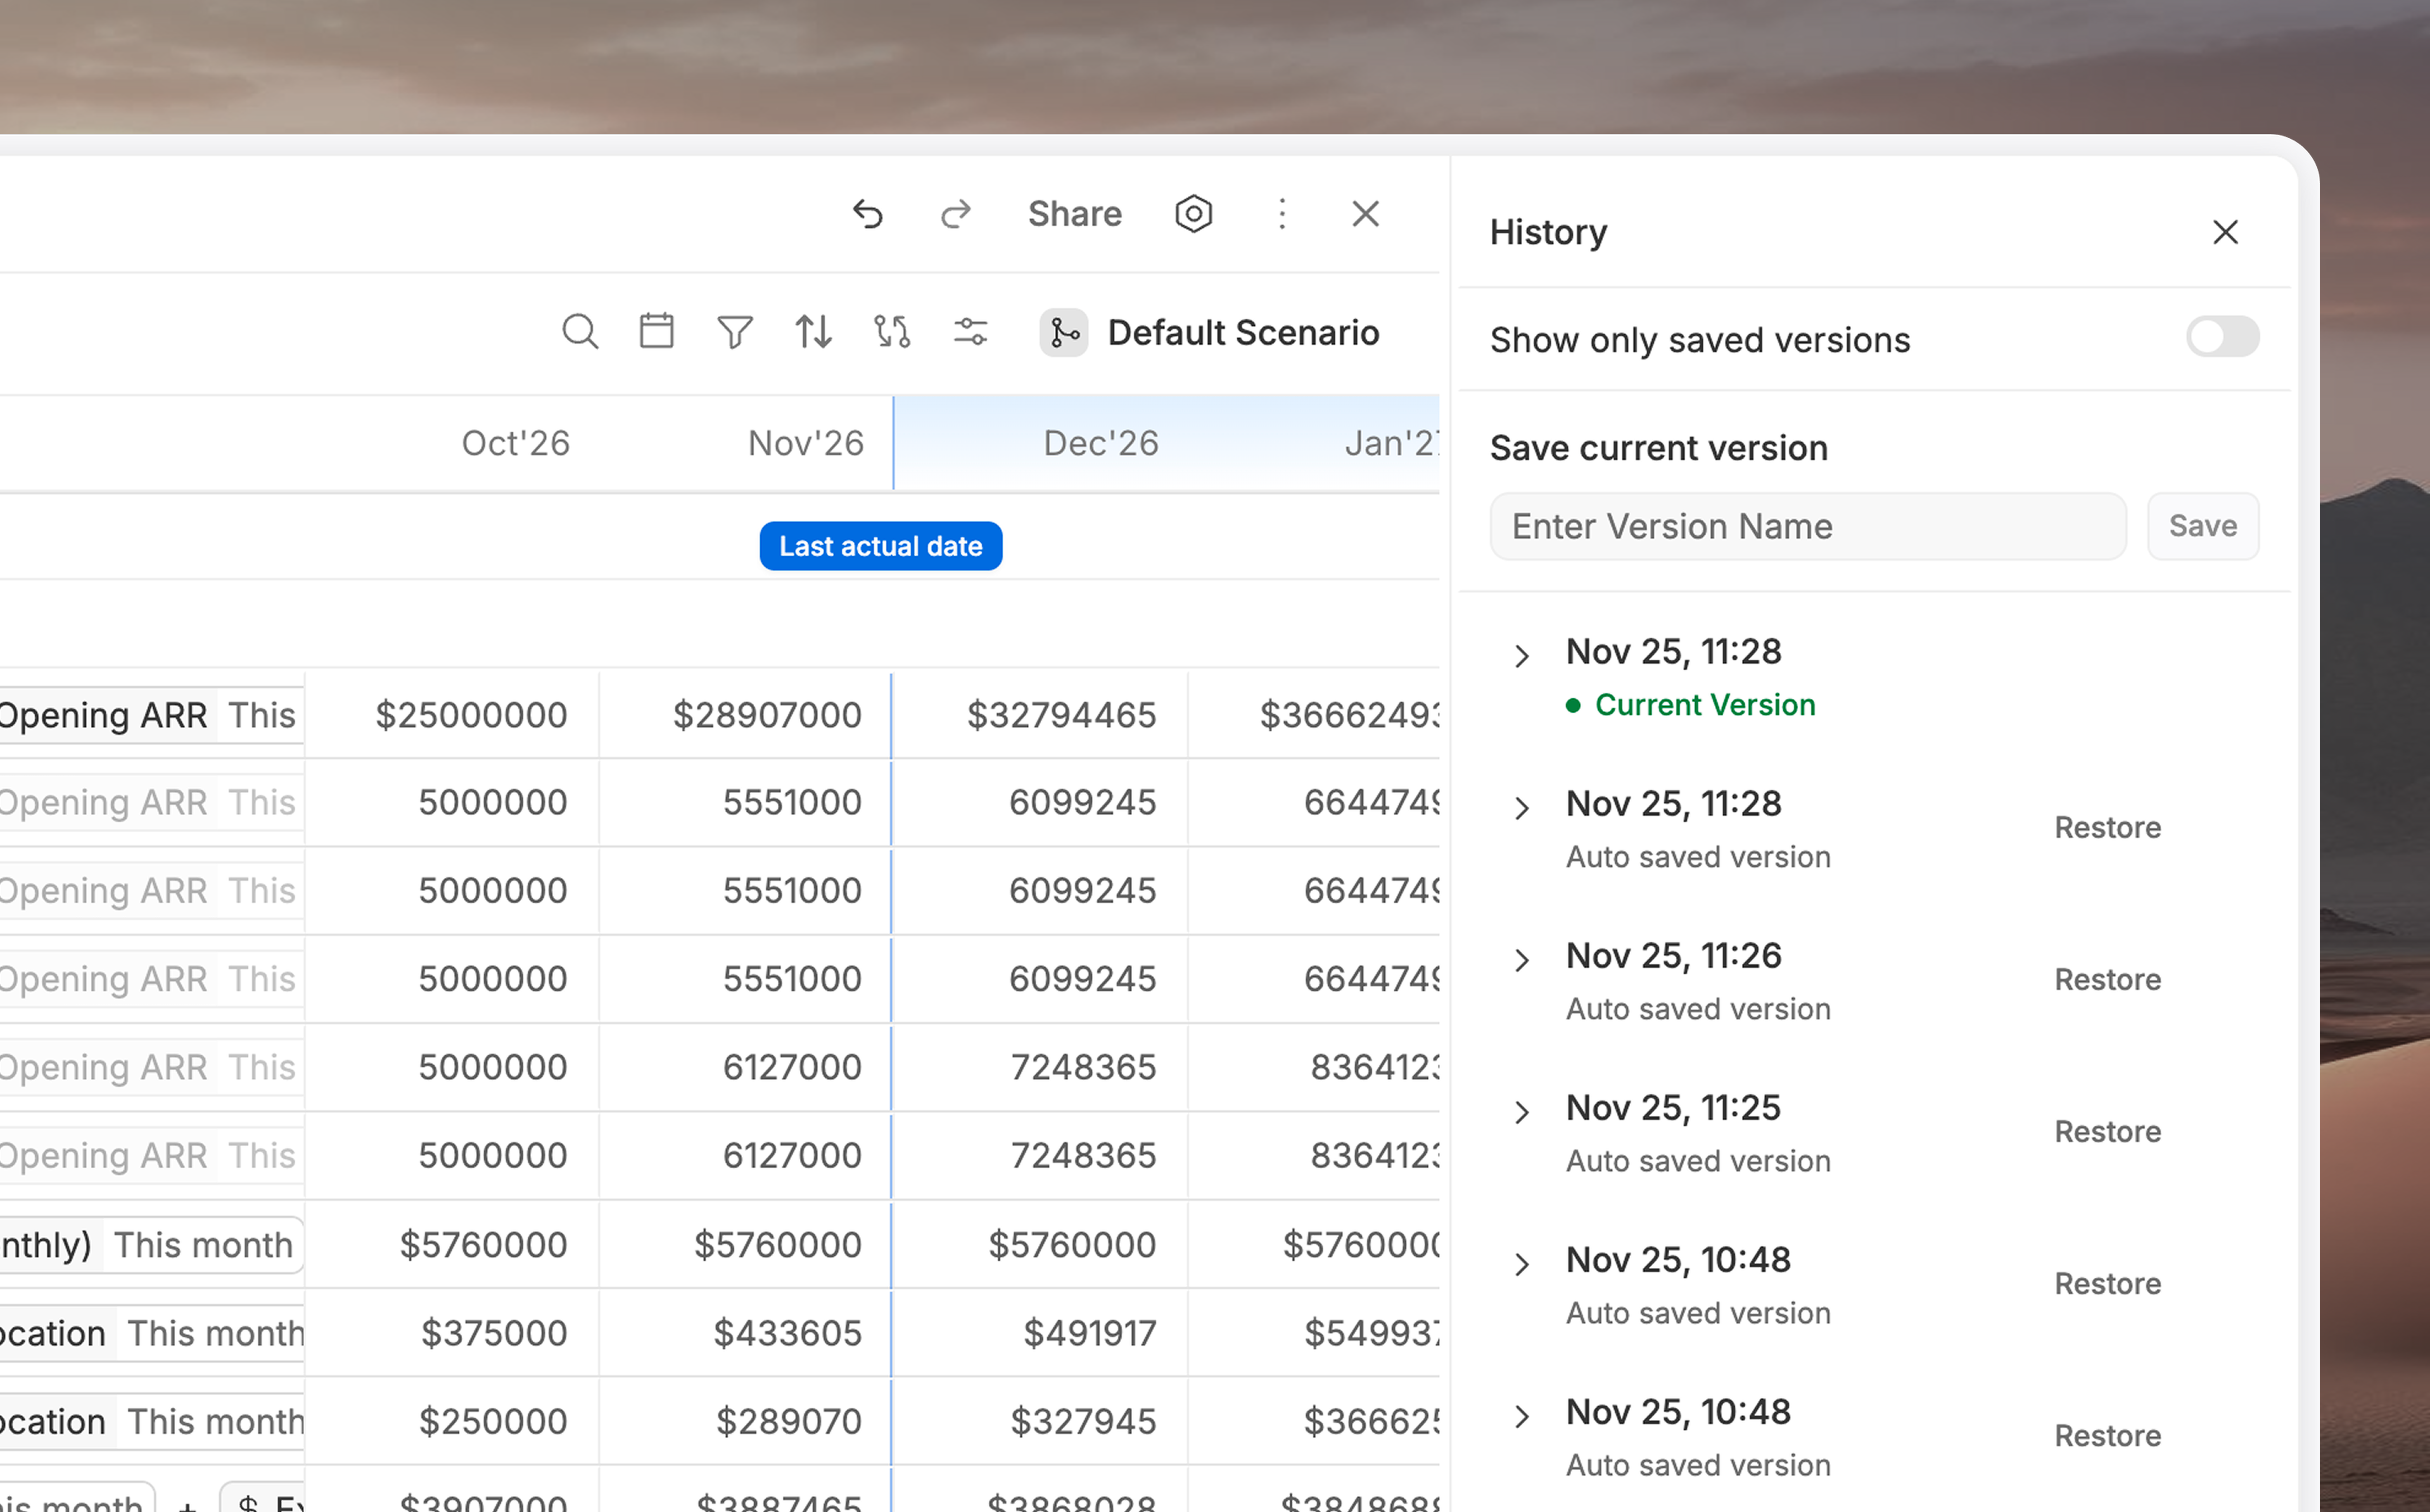 Share
Default Scenario
Oct'26 Nov'26 Dec'26
Last actual date
Opening ARR This $25000000 $28907000 $32794465
Opening ARR This 5000000 5551000 6099245
Opening ARR This 5000000 5551000 6099245
Opening ARR This 5000000 5551000 6099245
Opening ARR This 5000000 6127000 7248365
Opening ARR This 5000000 6127000 7248365
nthly) This month $5760000 $5760000 $5760000
ocation This month $375000 $433605 $491917
ocation This month $250000 $289070 $327945
month + $ $3907000 $3887465 $3868028
History
Show only saved versions
Save current version
Enter Version Name Save
Nov 25, 11:28
Current Version
Nov 25, 11:28
Auto saved version
Restore
Nov 25, 11:26
Auto saved version
Restore
Nov 25, 11:25
Auto saved version
Restore
Nov 25, 10:48
Auto saved version
Restore
Nov 25, 10:48
Auto saved version
Restore